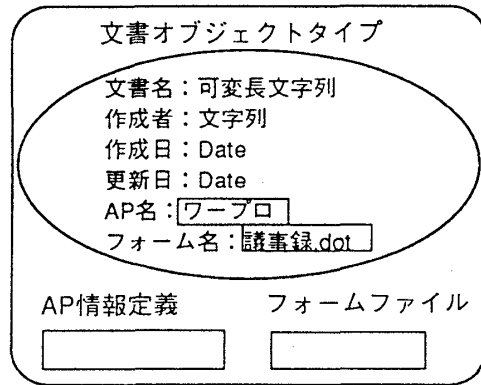 文書オブジェクトタイプ
文書名：可変長文字列
作成者：文字列
作成日：Date
更新日：Date
AP名：ワープロ
フォーム名：議事録.dot
AP情報定義 フォームファイル